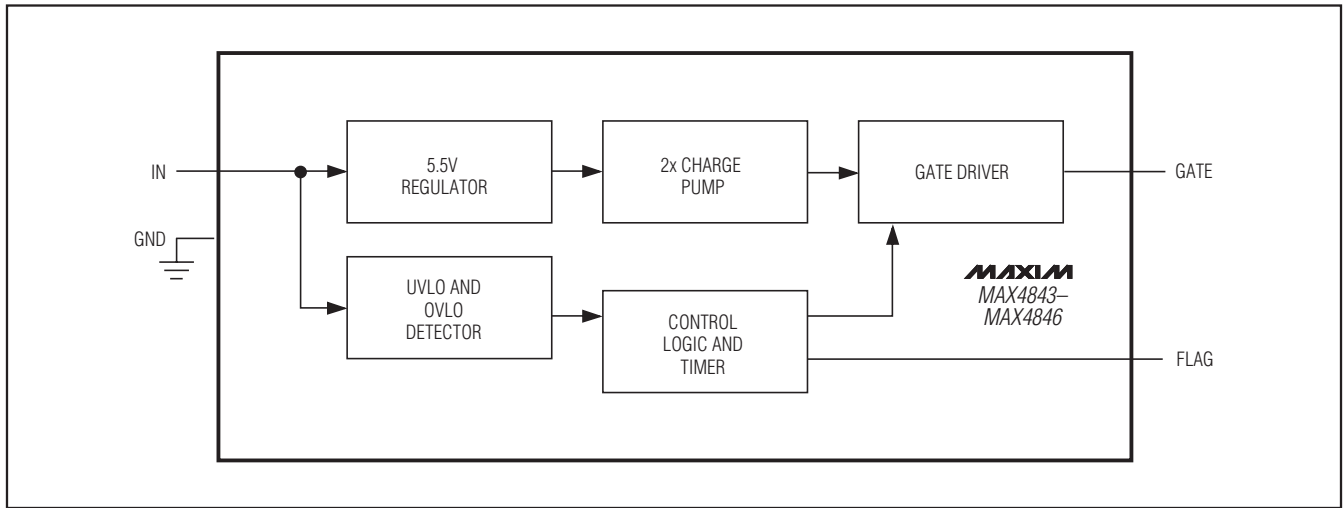 IN
GND
5.5V
REGULATOR
2x CHARGE
PUMP
GATE DRIVER
GATE
UVLO AND
OVLO
DETECTOR
CONTROL
LOGIC AND
TIMER
MAXIM
MAX4843–
MAX4846
FLAG